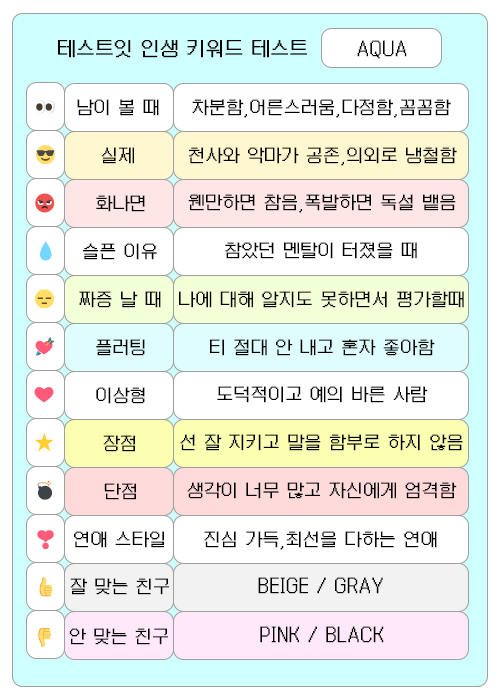 테스트잇 인생 키워드 테스트 AQUA
남이 볼 때 차분함,어른스러움,다정함,꼼꼼함
실제 천사와 악마가 공존,의외로 냉철함
화나면 웬만하면 참음,폭발하면 독설 뱉음
슬픈 이유 참았던 멘탈이 터졌을 때
짜증 날 때 나에 대해 알지도 못하면서 평가할때
플러팅 티 절대 안 내고 혼자 좋아함
이상형 도덕적이고 예의 바른 사람
장점 선 잘 지키고 말을 함부로 하지 않음
단점 생각이 너무 많고 자신에게 엄격함
연애 스타일 진심 가득,최선을 다하는 연애
잘 맞는 친구 BEIGE / GRAY
안 맞는 친구 PINK / BLACK